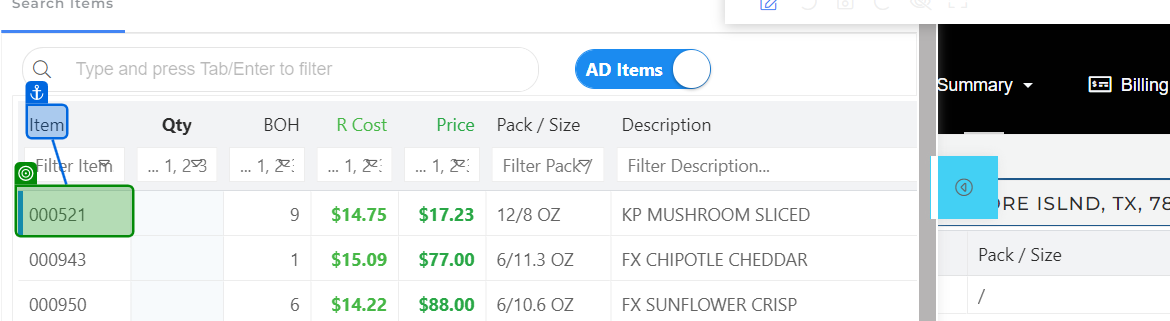 Search Items
Type and press Tab/Enter to filter
AD Items
Summary
Billing
Item Qty BOH R Cost Price Pack / Size Description
Filter Item ... 1, 2-3 ... 1, 2-: ... 1, 2-: ... 1, 2-: Filter Pack / Filter Description...
000521 9 $14.75 $17.23 12/8 OZ KP MUSHROOM SLICED
000943 1 $15.09 $77.00 6/11.3 OZ FX CHIPOTLE CHEDDAR
000950 6 $14.22 $88.00 6/10.6 OZ FX SUNFLOWER CRISP
ORE ISLND, TX, 78
Pack / Size
/